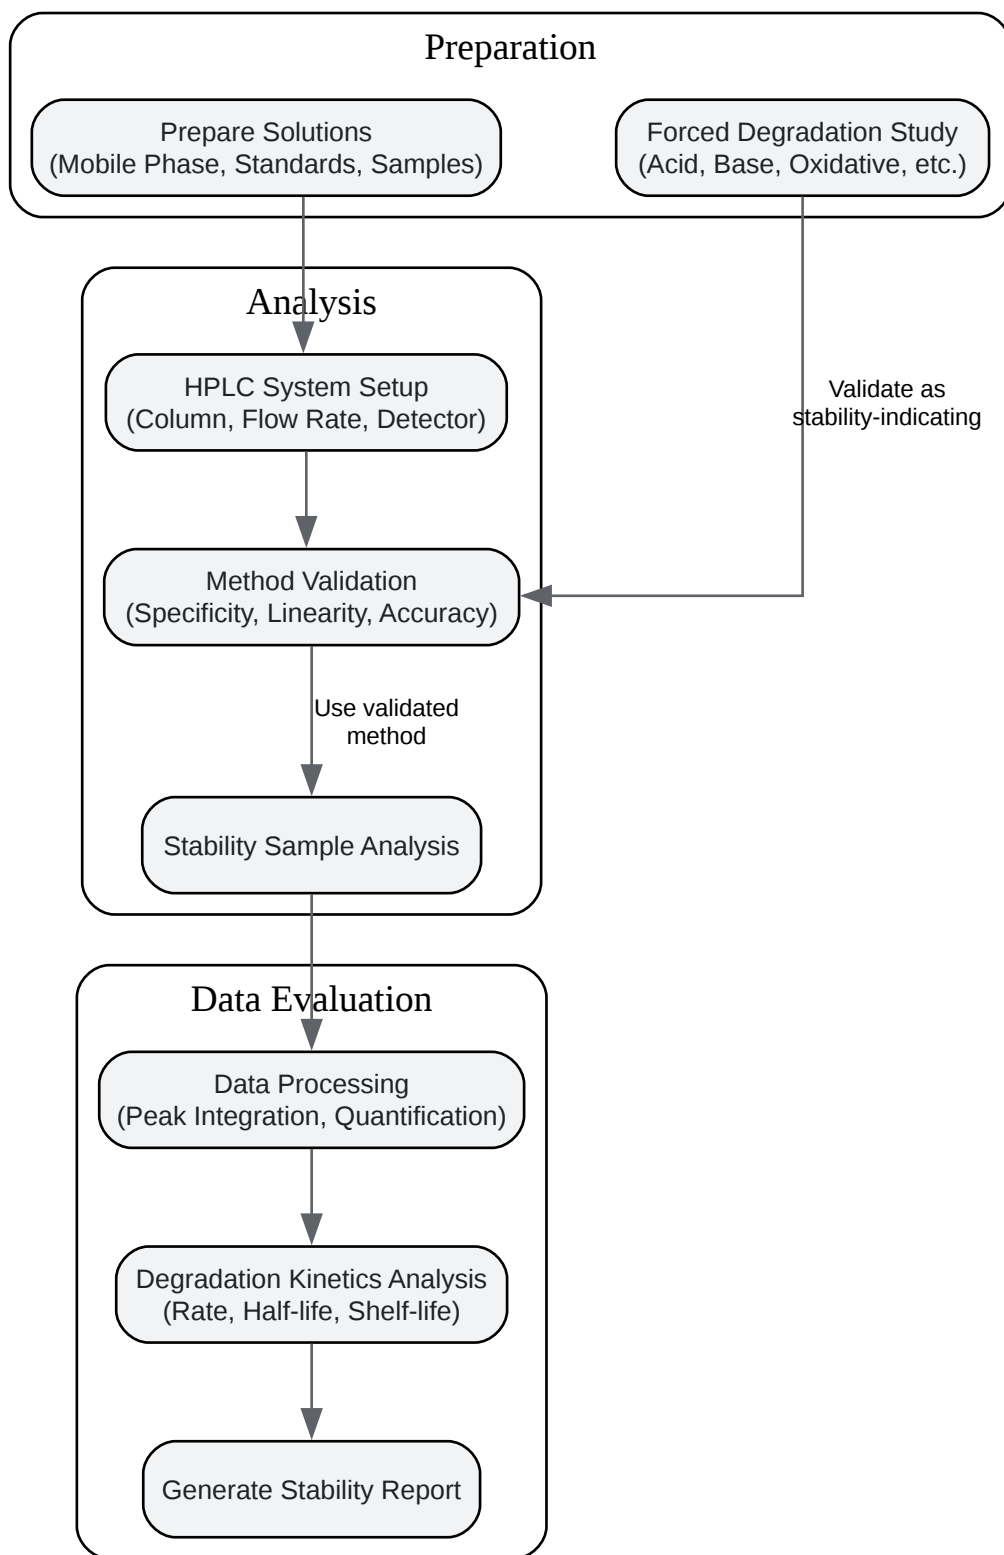 Preparation
Prepare Solutions
(Mobile Phase, Standards, Samples)
Forced Degradation Study
(Acid, Base, Oxidative, etc.)
Analysis
HPLC System Setup
(Column, Flow Rate, Detector)
Validate as
stability-indicating
Method Validation
(Specificity, Linearity, Accuracy)
Use validated
method
Stability Sample Analysis
Data Evaluation
Data Processing
(Peak Integration, Quantification)
Degradation Kinetics Analysis
(Rate, Half-life, Shelf-life)
Generate Stability Report